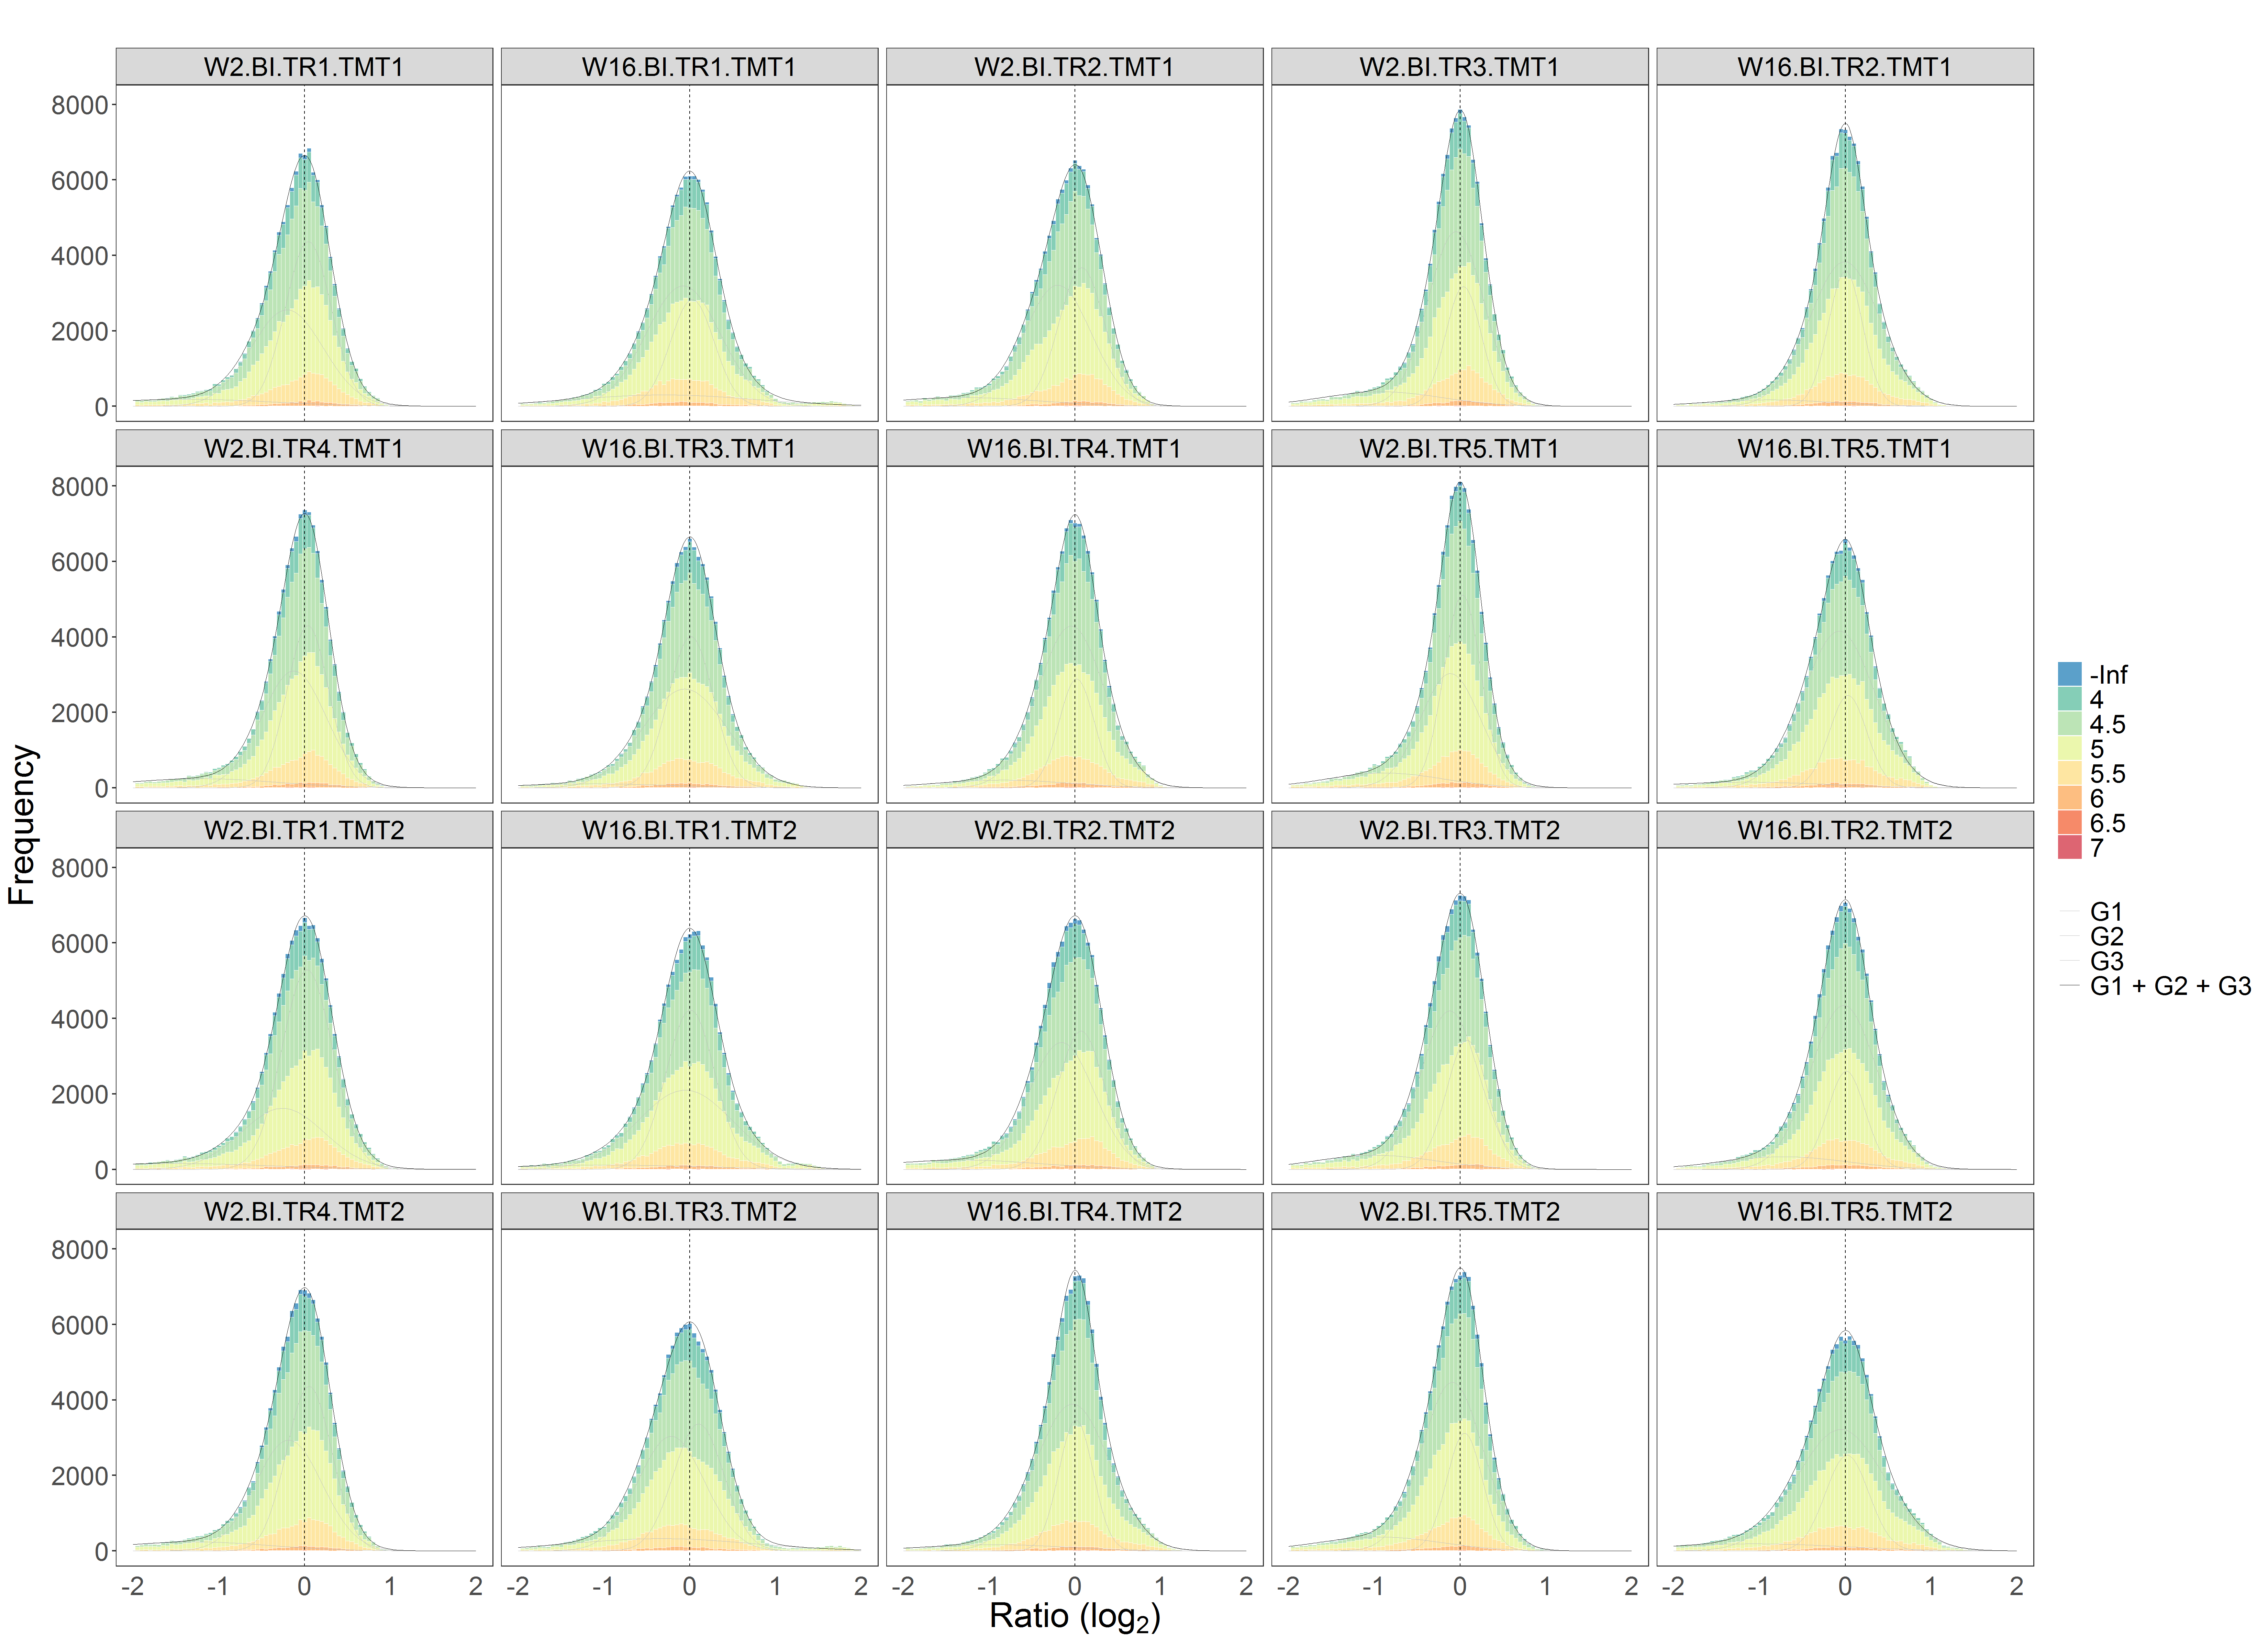 W2.BI.TR1.TMT1 W16.BI.TR1.TMT1 W2.BI.TR2.TMT1 W2.BI.TR3.TMT1 W16.BI.TR2.TMT1
8000
6000
4000
2000
0
W2.BI.TR4.TMT1 W16.BI.TR3.TMT1 W16.BI.TR4.TMT1 W2.BI.TR5.TMT1 W16.BI.TR5.TMT1
8000
6000
4000
2000
0
W2.BI.TR1.TMT2 W16.BI.TR1.TMT2 W2.BI.TR2.TMT2 W2.BI.TR3.TMT2 W16.BI.TR2.TMT2
8000
6000
4000
2000
0
W2.BI.TR4.TMT2 W16.BI.TR3.TMT2 W16.BI.TR4.TMT2 W2.BI.TR5.TMT2 W16.BI.TR5.TMT2
8000
6000
4000
2000
0
-2 -1 0 1 2 -2 -1 0 1 2 -2 -1 0 1 2 -2 -1 0 1 2 -2 -1 0 1 2
Ratio (log2)
Frequency
-Inf
4
4.5
5
5.5
6
6.5
7
G1
G2
G3
G1 + G2 + G3